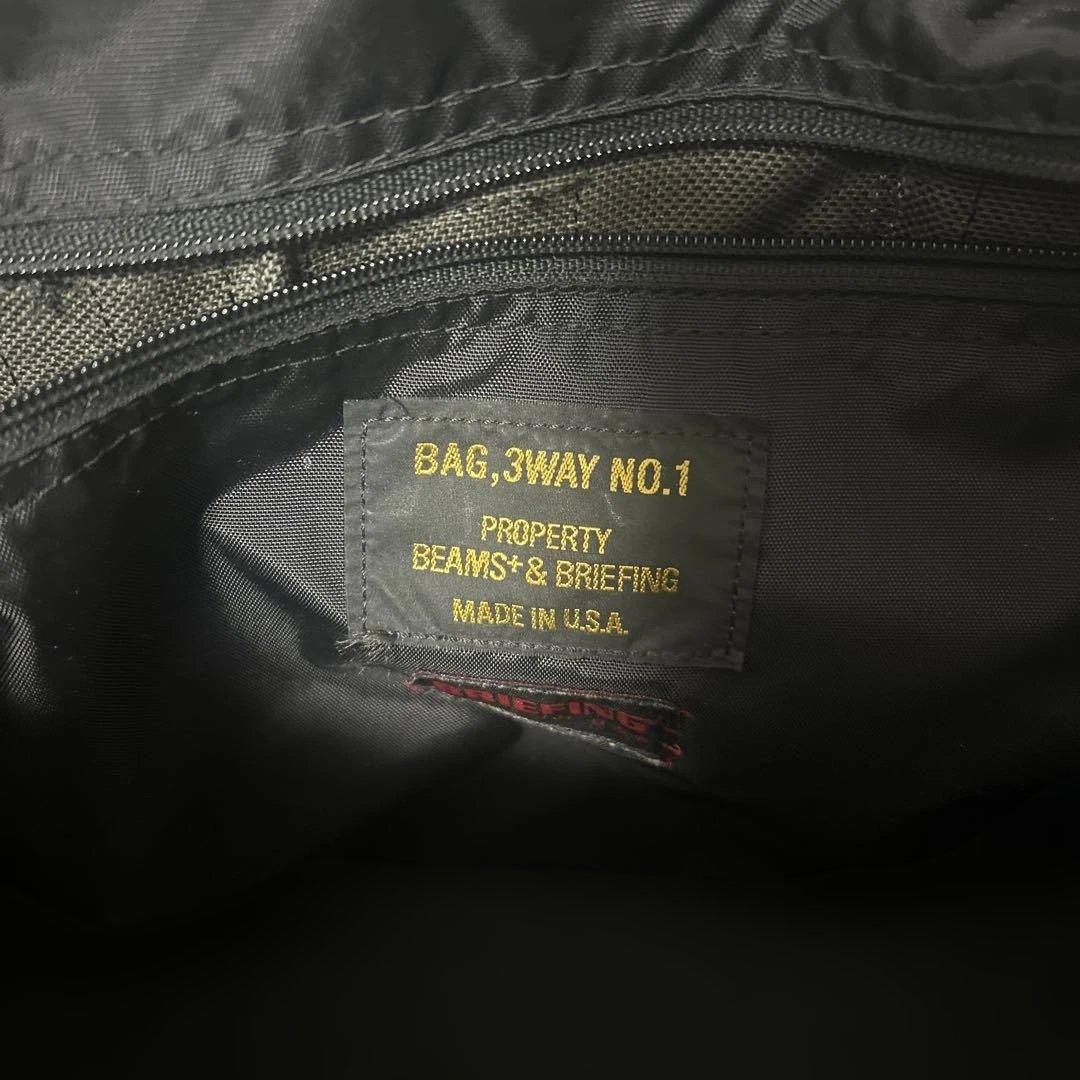 BAG,3WAY NO.1
PROPERTY
BEAMS+ & BRIEFING
MADE IN U.S.A.
BRIEFING